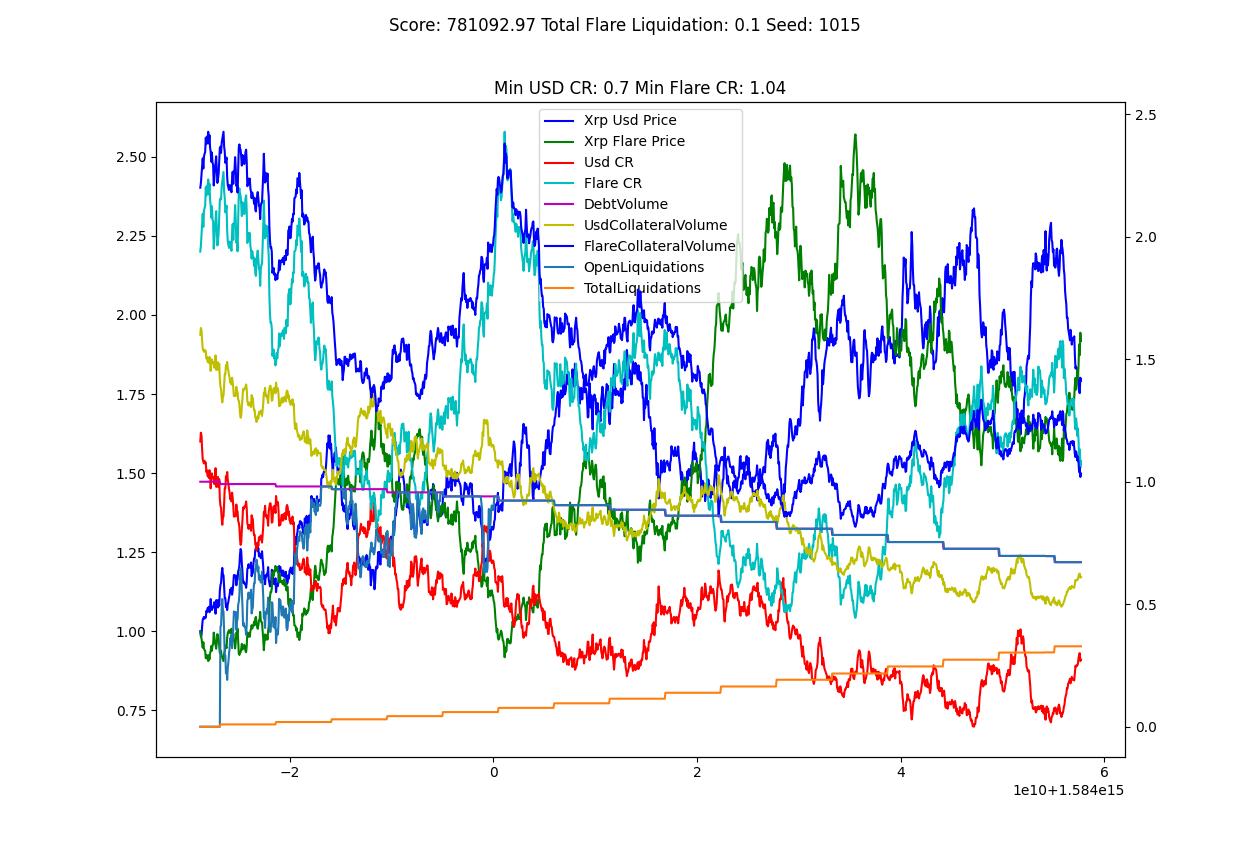 Score: 781092.97 Total Flare Liquidation: 0.1 Seed: 1015
Min USD CR: 0.7 Min Flare CR: 1.04
Xrp Usd Price
Xrp Flare Price
Usd CR
Flare CR
DebtVolume
UsdCollateralVolume
FlareCollateralVolume
OpenLiquidations
TotalLiquidations
2.50
2.25
2.00
1.75
1.50
1.25
1.00
0.75
2.5
2.0
1.5
1.0
0.5
0.0
−2 0 2 4 6
1e10+1.584e15